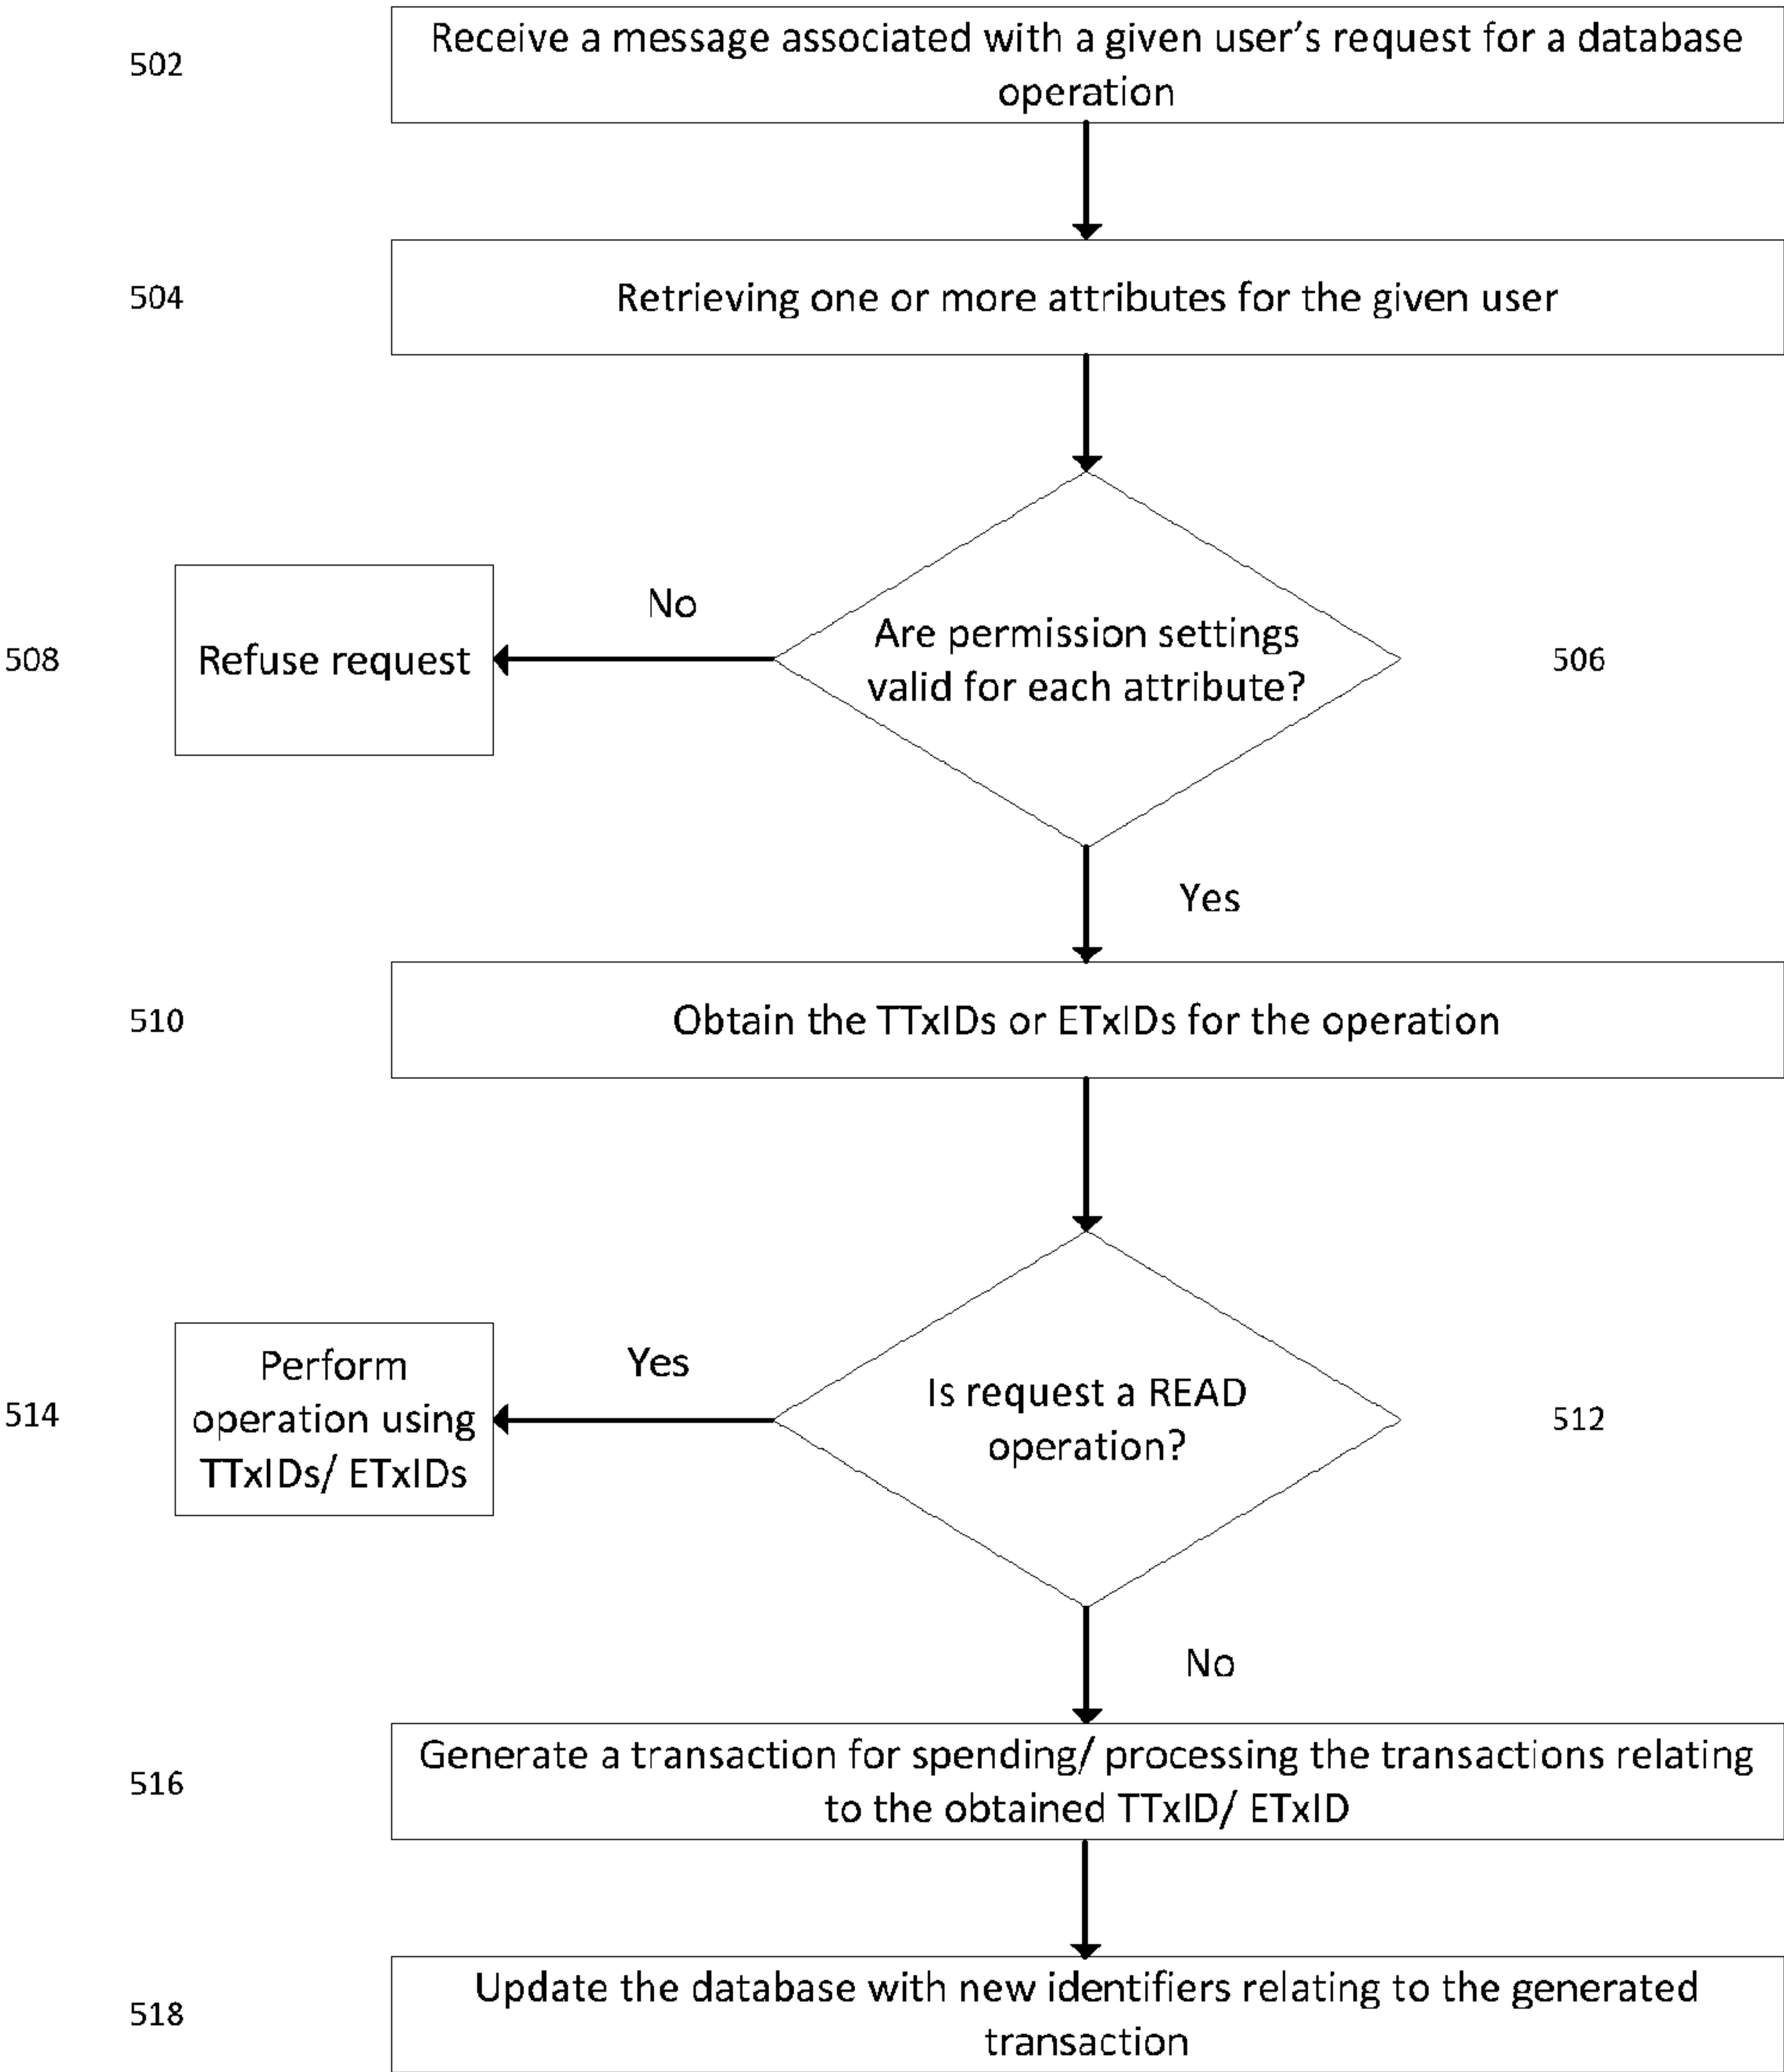 502
Receive a message associated with a given user's request for a database
operation
504
Retrieving one or more attributes for the given user
No
508
Refuse request
Are permission settings
valid for each attribute?
506
Yes
510
Obtain the TTxIDs or ETxIDs for the operation
Yes
514
Perform
operation using
TTxIDs/ ETxIDs
Is request a READ
operation?
512
No
516
Generate a transaction for spending/ processing the transactions relating
to the obtained TTxID/ ETxID
518
Update the database with new identifiers relating to the generated
transaction